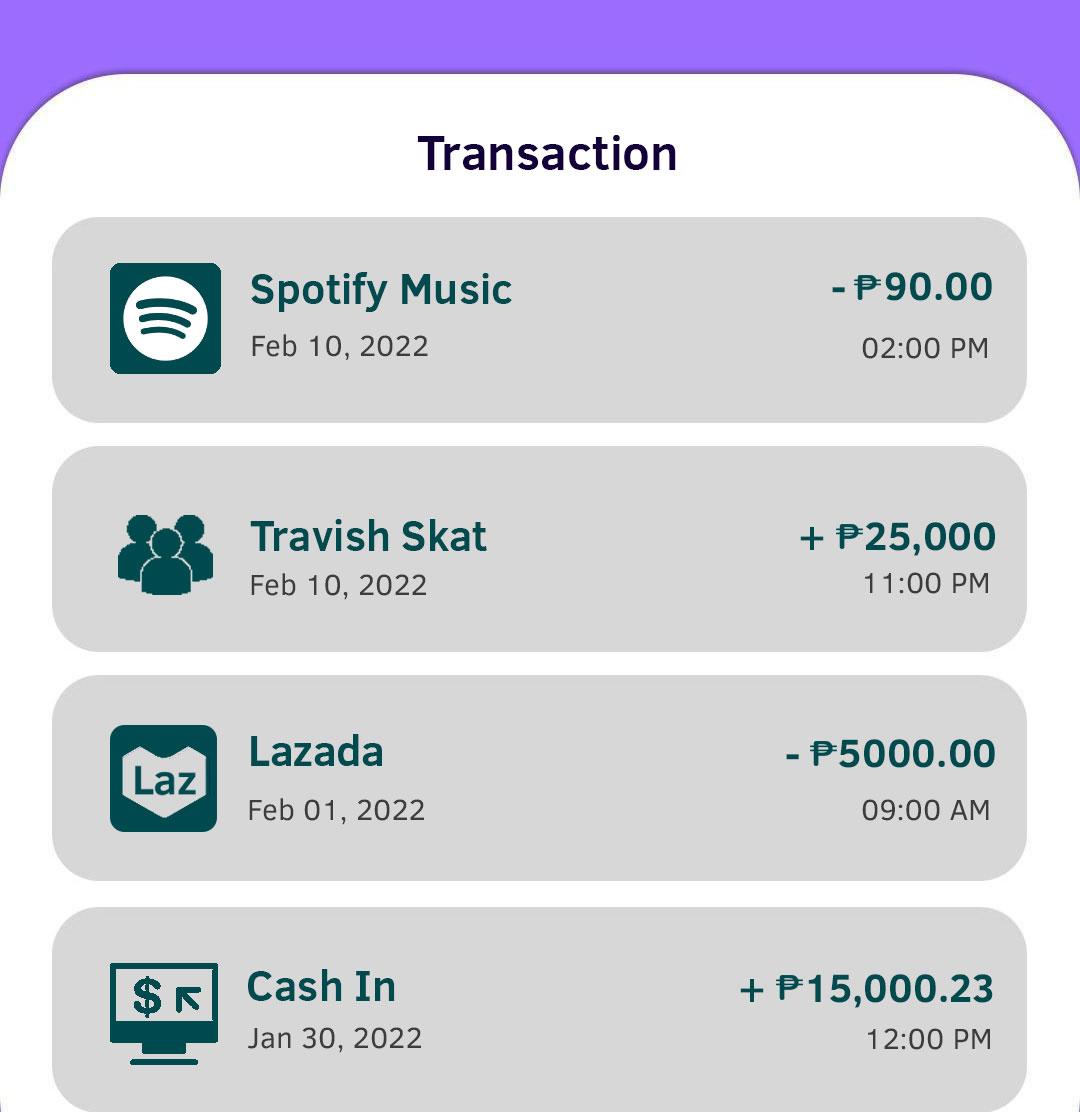 Transaction
Spotify Music
- ₱90.00
Feb 10, 2022
02:00 PM
Travish Skat
+ ₱25,000
Feb 10, 2022
11:00 PM
Laz
Lazada
- ₱5000.00
Feb 01, 2022
09:00 AM
$
Cash In
+ ₱15,000.23
Jan 30, 2022
12:00 PM